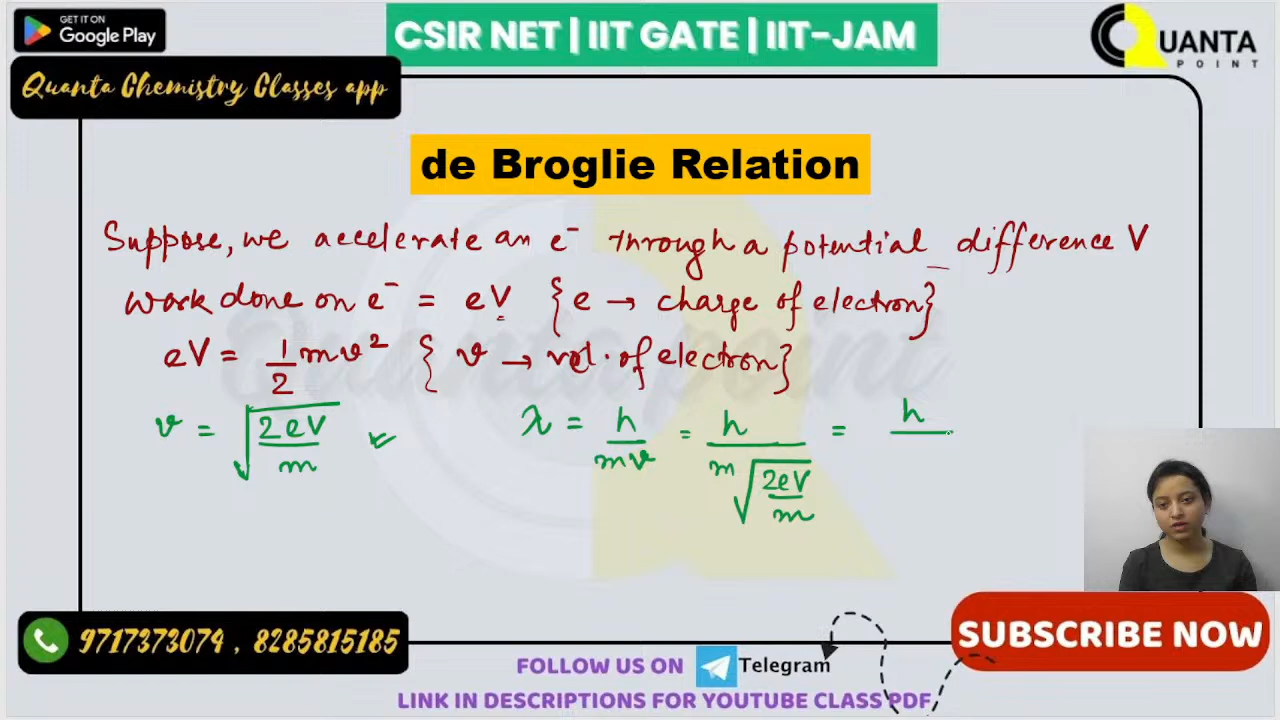 GET IT ON
Google Play
CSIR NET | IIT GATE | IIT-JAM
QUANTA
POINT
Quanta Chemistry Classes app
de Broglie Relation
Suppose, we accelerate an e⁻ through a potential difference V
work done on e⁻ = eV {e → charge of electron}
eV = 1/2 mv² {v → vel. of electron}
v = √(2eV/m) λ = h/mv = h/(m√(2eV/m)) = h
Quanta point
9717373074 , 8285815185
SUBSCRIBE NOW
FOLLOW US ON Telegram
LINK IN DESCRIPTIONS FOR YOUTUBE CLASS PDF